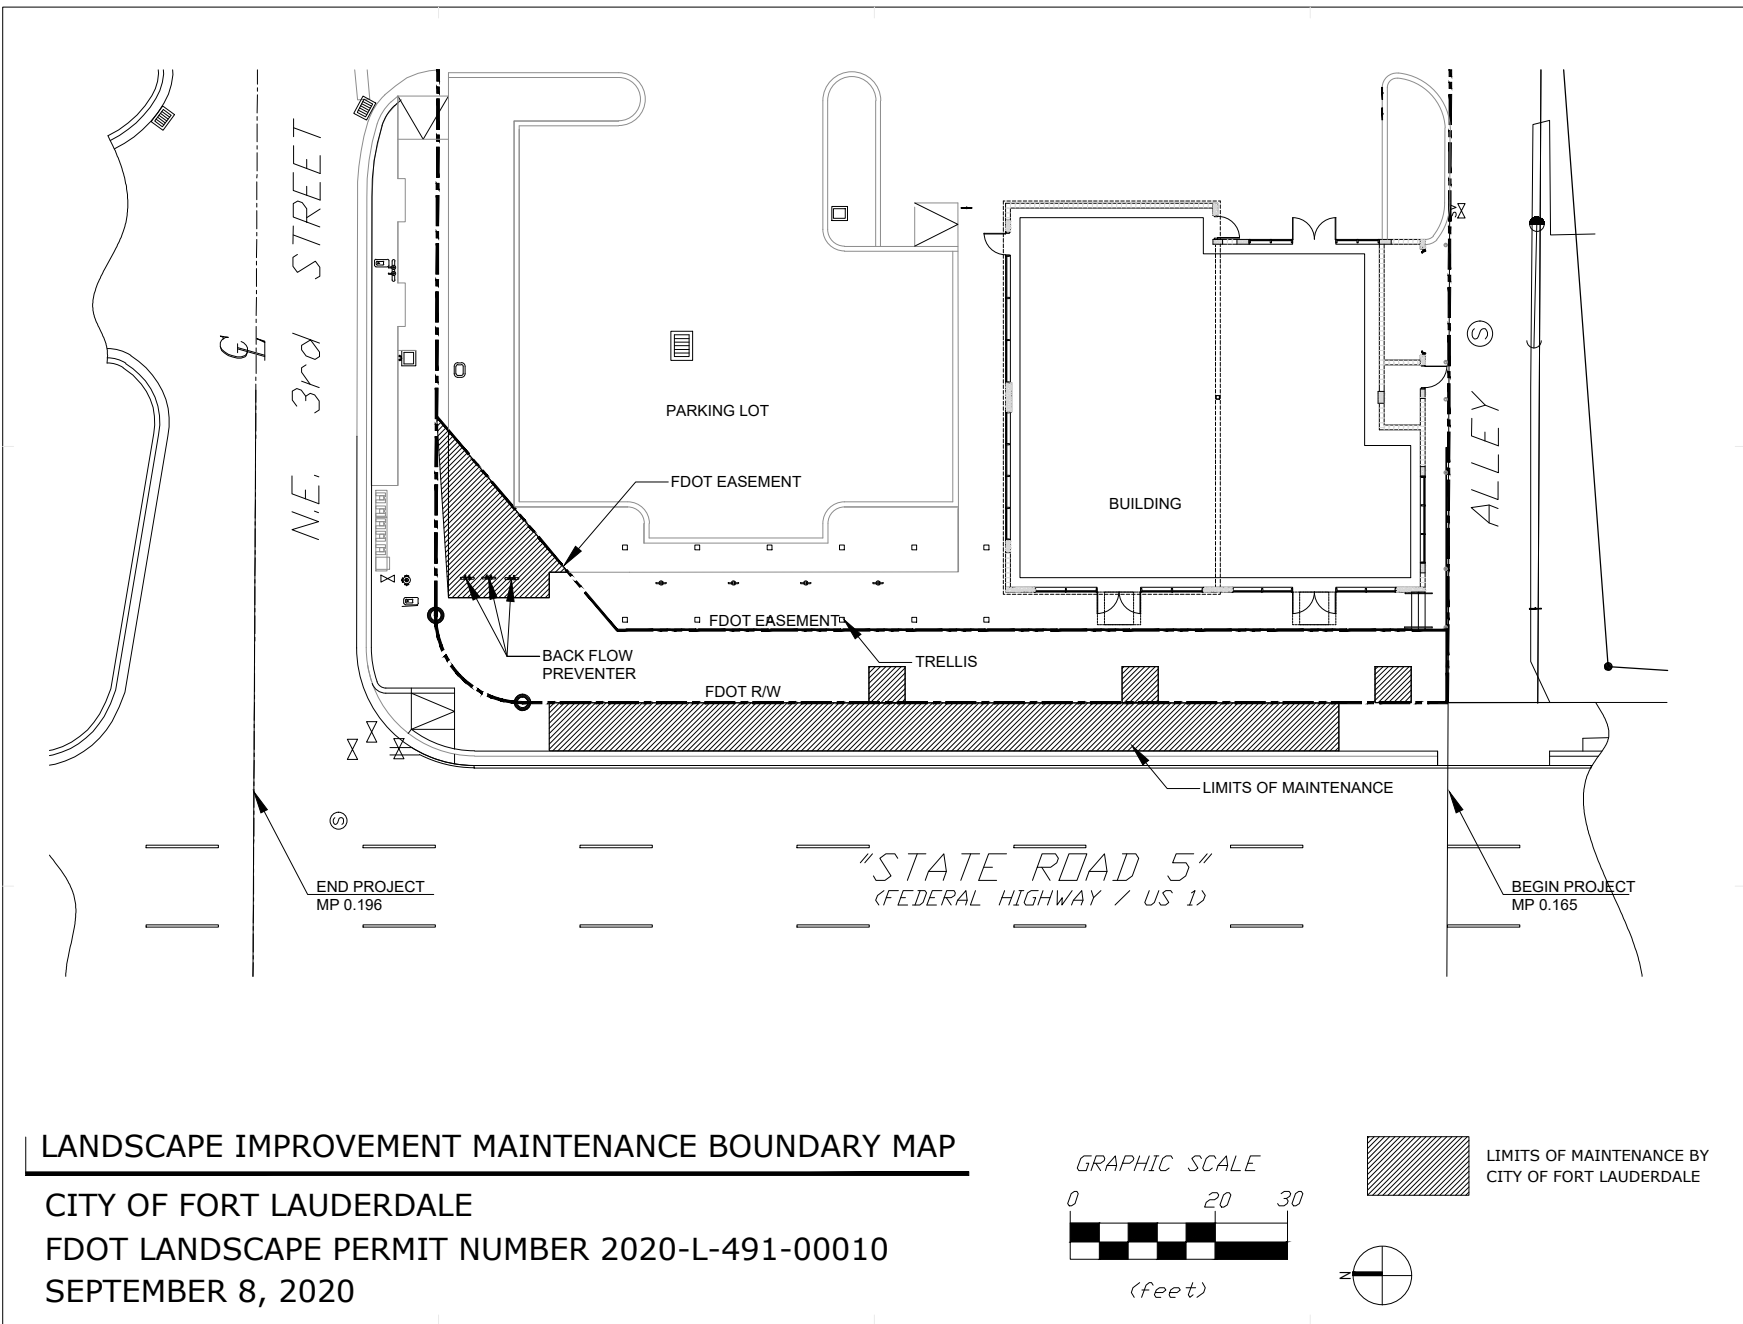 N.E. 3rd STREET
PARKING LOT
FDOT EASEMENT
BUILDING
ALLEY
S
SV
FDOT EASEMENT
BACK FLOW
PREVENTER
TRELLIS
FDOT R/W
LIMITS OF MAINTENANCE
S
"STATE ROAD 5"
(FEDERAL HIGHWAY / US 1)
END PROJECT
MP 0.196
BEGIN PROJECT
MP 0.165
LANDSCAPE IMPROVEMENT MAINTENANCE BOUNDARY MAP
CITY OF FORT LAUDERDALE
FDOT LANDSCAPE PERMIT NUMBER 2020-L-491-00010
SEPTEMBER 8, 2020
GRAPHIC SCALE
0 20 30
(feet)
LIMITS OF MAINTENANCE BY
CITY OF FORT LAUDERDALE
N